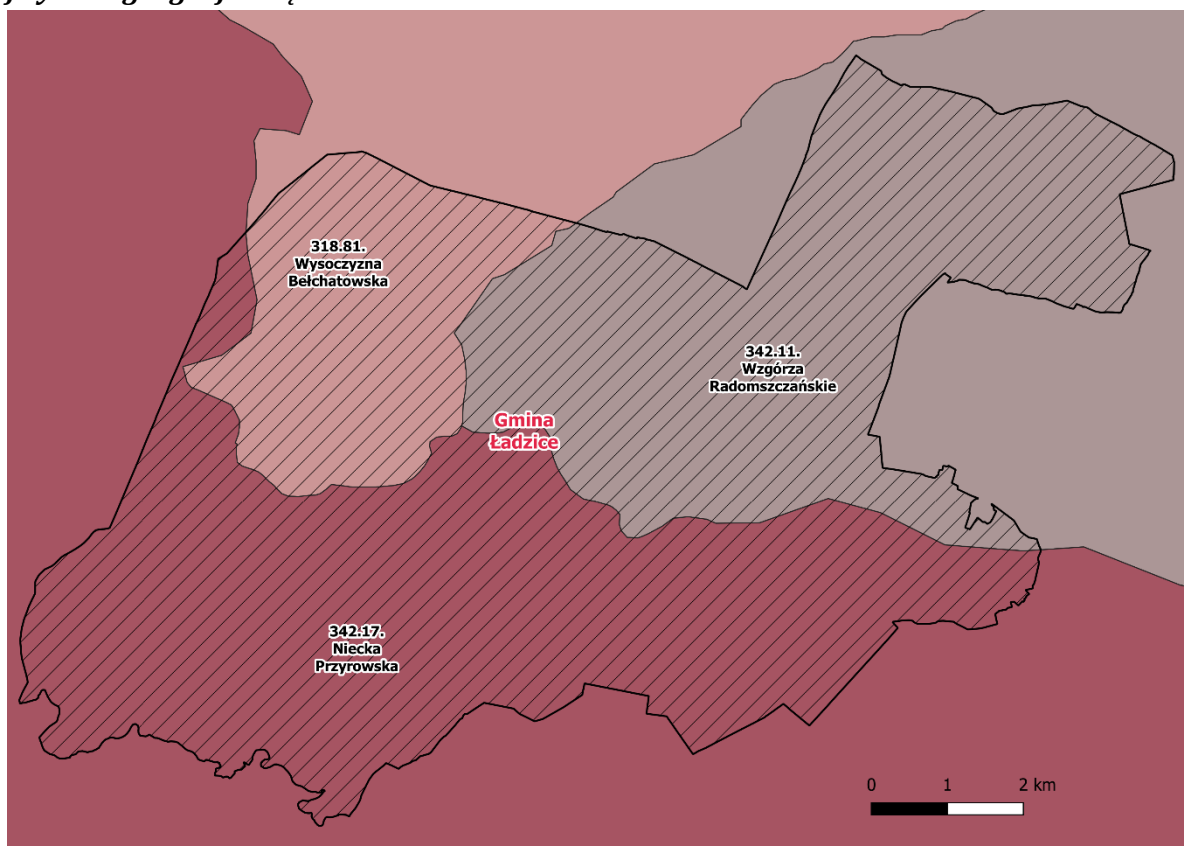 318.81.
Wysoczyzna
Bełchatowska
342.11.
Wzgórza
Radomszczańskie
Gmina
Ładzice
342.17.
Niecka
Przyrowska
0 1 2 km